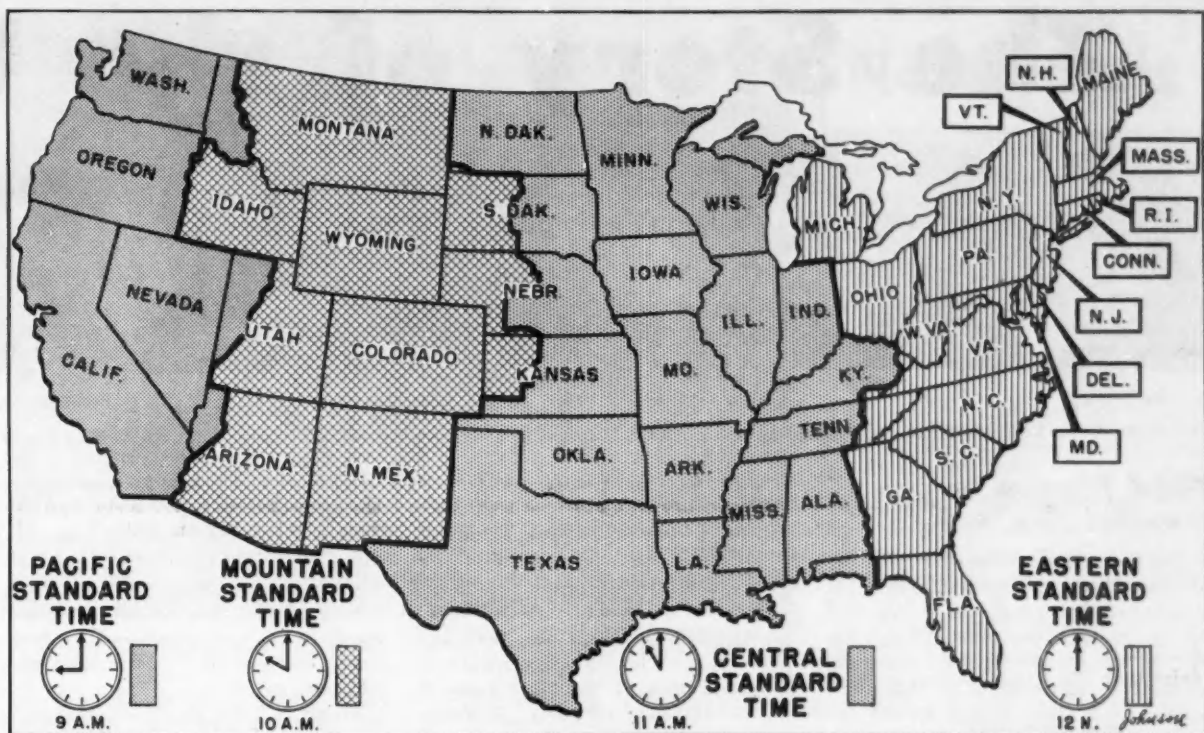 WASH.
OREGON
CALIF.
NEVADA
IDAHO
MONTANA
WYOMING
UTAH
COLORADO
ARIZONA
N. MEX.
N. DAK.
S. DAK.
NEBR.
KANSAS
OKLA.
TEXAS
MINN.
IOWA
MO.
ARK.
LA.
WIS.
ILL.
IND.
MICH.
OHIO
KY.
TENN.
MISS.
ALA.
GA.
FLA.
S. C.
N. C.
VA.
W. VA.
PA.
N. Y.
MAINE
N. H.
VT.
MASS.
R. I.
CONN.
N. J.
DEL.
MD.
PACIFIC
STANDARD
TIME
9 A.M.
MOUNTAIN
STANDARD
TIME
10 A.M.
11 A.M.
CENTRAL
STANDARD
TIME
EASTERN
STANDARD
TIME
12 N.
Johnson